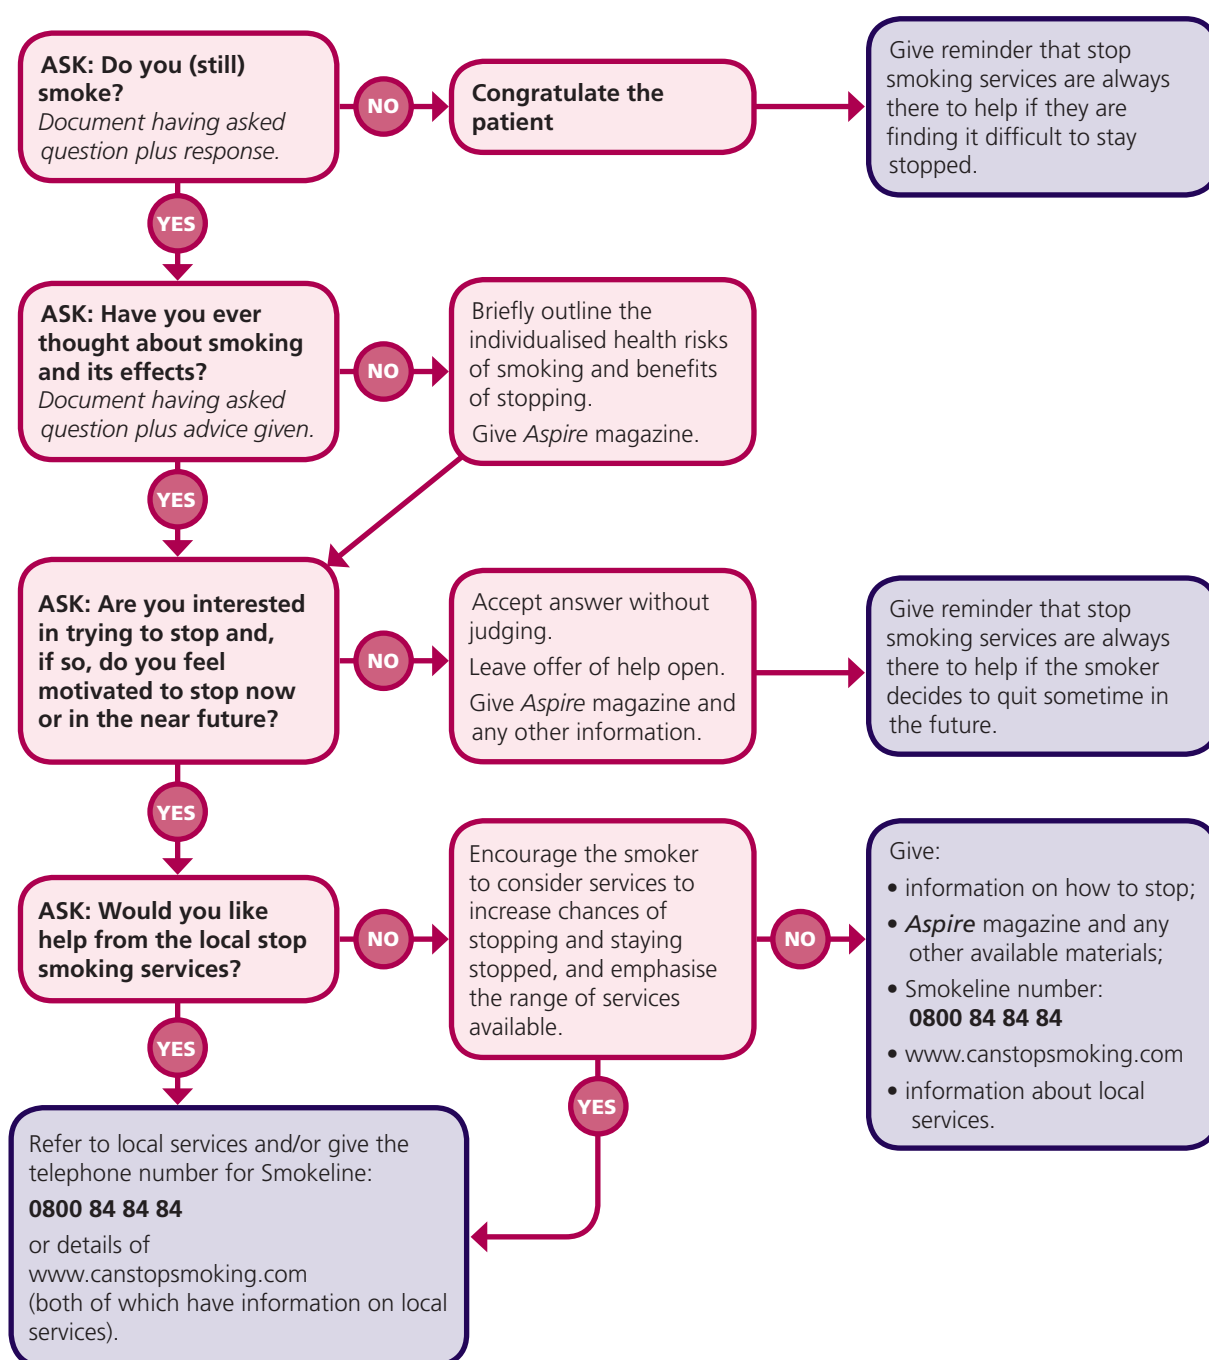 ASK: Do you (still)
smoke?
Document having asked
question plus response.
NO
Congratulate the
patient
Give reminder that stop
smoking services are always
there to help if they are
finding it difficult to stay
stopped.
YES
ASK: Have you ever
thought about smoking
and its effects?
Document having asked
question plus advice given.
NO
Briefly outline the
individualised health risks
of smoking and benefits
of stopping.
Give Aspire magazine.
YES
ASK: Are you interested
in trying to stop and,
if so, do you feel
motivated to stop now
or in the near future?
NO
Accept answer without
judging.
Leave offer of help open.
Give Aspire magazine and
any other information.
Give reminder that stop
smoking services are always
there to help if the smoker
decides to quit sometime in
the future.
YES
ASK: Would you like
help from the local stop
smoking services?
NO
Encourage the smoker
to consider services to
increase chances of
stopping and staying
stopped, and emphasise
the range of services
available.
NO
Give:
• information on how to stop;
• Aspire magazine and any
other available materials;
• Smokeline number:
0800 84 84 84
• www.canstopsmoking.com
• information about local
services.
YES
YES
Refer to local services and/or give the
telephone number for Smokeline:
0800 84 84 84
or details of
www.canstopsmoking.com
(both of which have information on local
services).